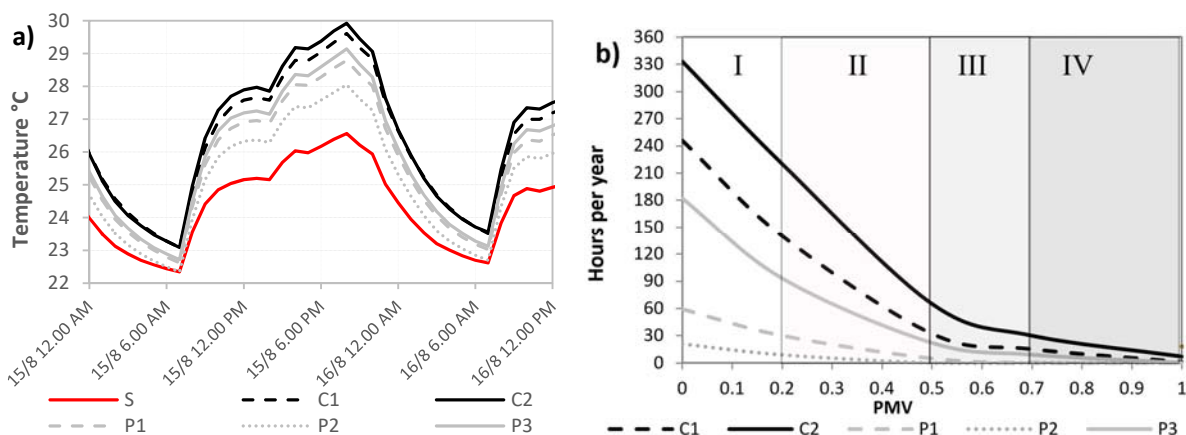 a)
Temperature °C
30
29
28
27
26
25
24
23
22
15/8 12.00 AM
15/8 6.00 AM
15/8 12.00 PM
15/8 6.00 PM
16/8 12.00 AM
16/8 6.00 AM
16/8 12.00 PM
S C1 C2
P1 P2 P3
b)
Hours per year
360
330
300
270
240
210
180
150
120
90
60
30
0
I II III IV
0 0.1 0.2 0.3 0.4 0.5 0.6 0.7 0.8 0.9 1
PMV
C1 C2 P1 P2 P3